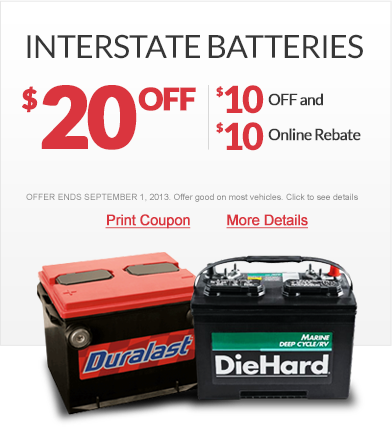 INTERSTATE BATTERIES
$20 OFF
$10 OFF and
$10 Online Rebate
OFFER ENDS SEPTEMBER 1, 2013. Offer good on most vehicles. Click to see details
Print Coupon More Details
Duralast
MARINE
DEEP CYCLE/RV
DieHard